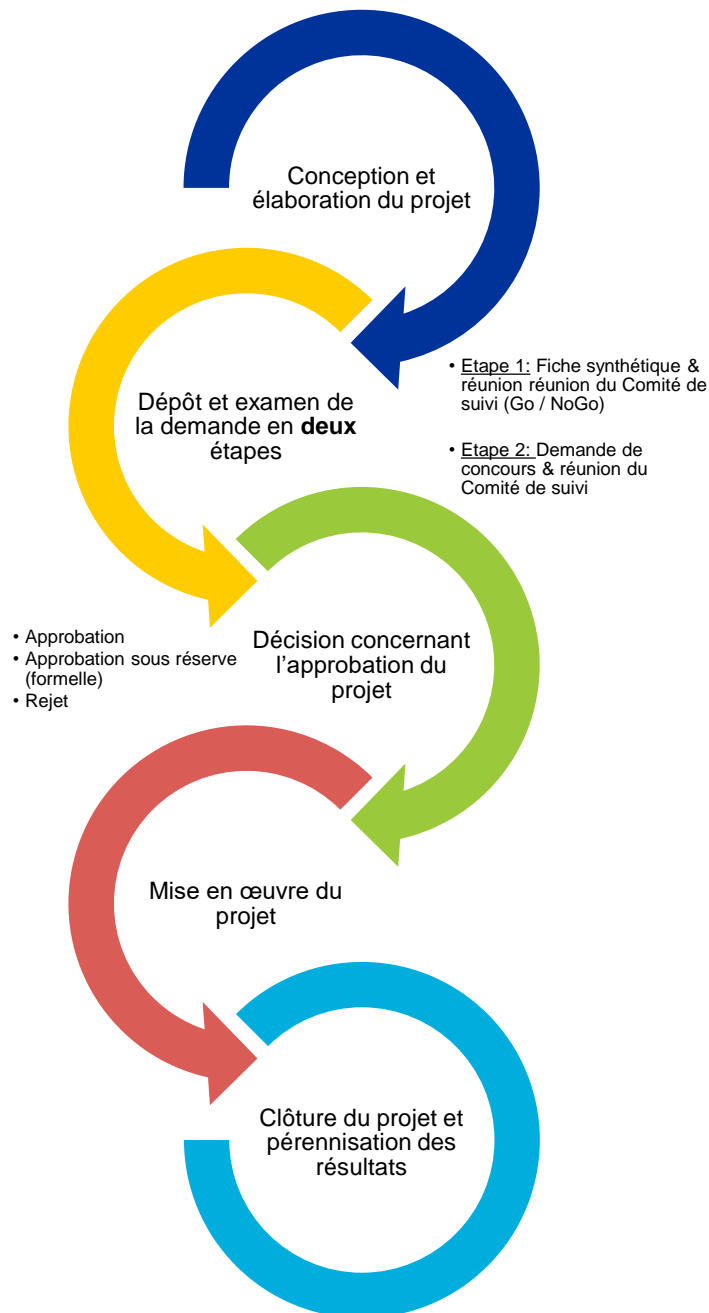 Conception et
élaboration du projet
Dépôt et examen de
la demande en deux
étapes
• Etape 1: Fiche synthétique &
réunion réunion du Comité de
suivi (Go / NoGo)
• Etape 2: Demande de
concours & réunion du
Comité de suivi
• Approbation
• Approbation sous réserve
(formelle)
• Rejet
Décision concernant
l’approbation du
projet
Mise en œuvre du
projet
Clôture du projet et
pérennisation des
résultats